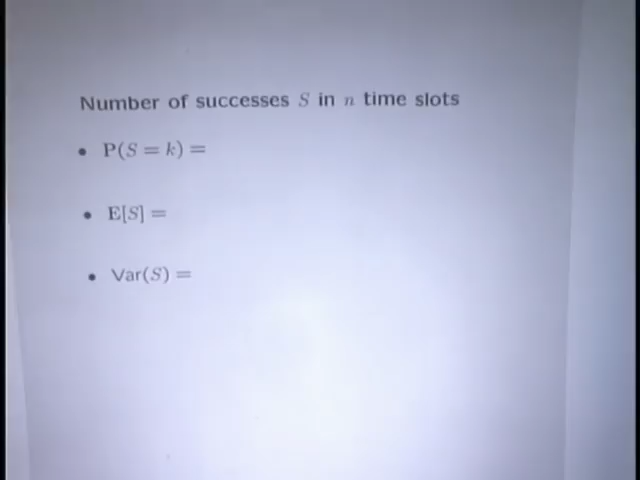 Number of successes S in n time slots
• P(S = k) =
• E[S] =
• Var(S) =